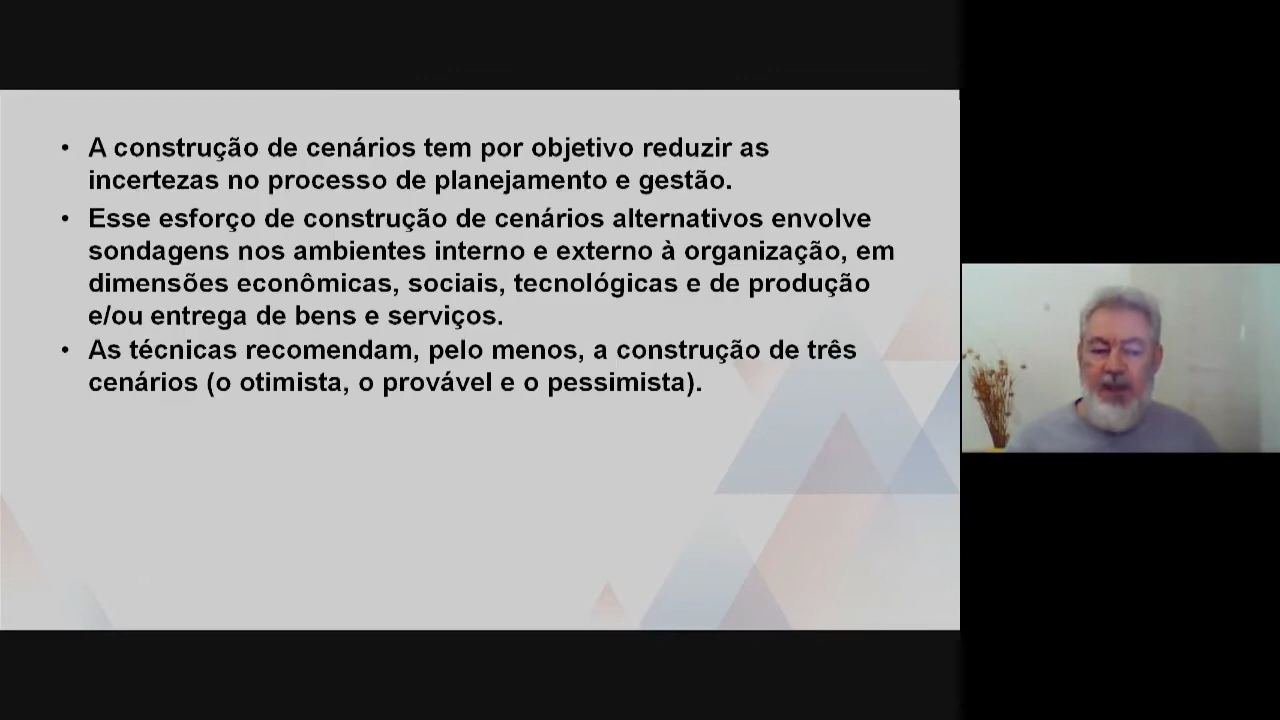 • A construção de cenários tem por objetivo reduzir as
incertezas no processo de planejamento e gestão.
• Esse esforço de construção de cenários alternativos envolve
sondagens nos ambientes interno e externo à organização, em
dimensões econômicas, sociais, tecnológicas e de produção
e/ou entrega de bens e serviços.
• As técnicas recomendam, pelo menos, a construção de três
cenários (o otimista, o provável e o pessimista).